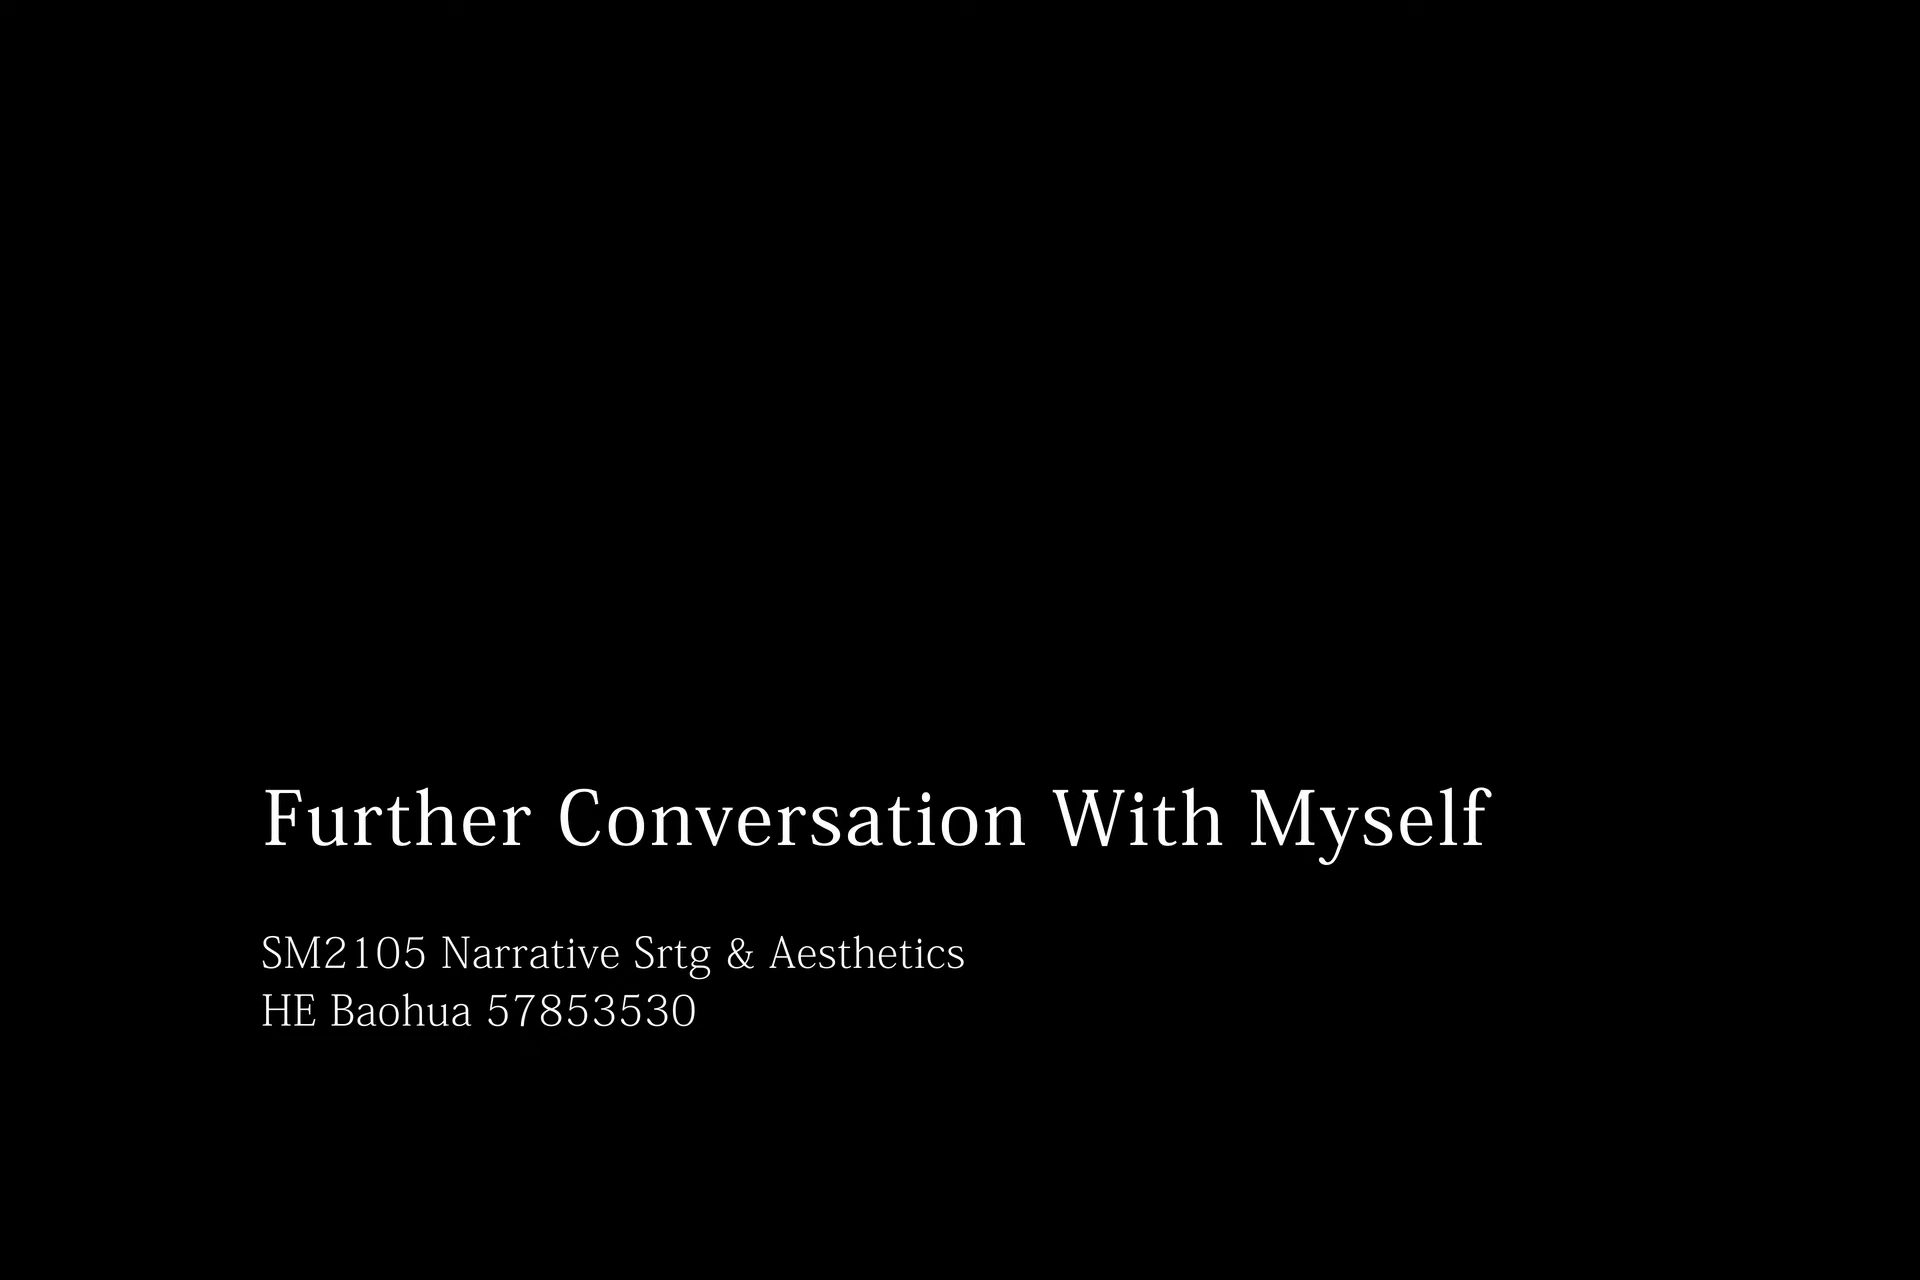 Further Conversation With Myself
SM2105 Narrative Srtg & Aesthetics
HE Baohua 57853530